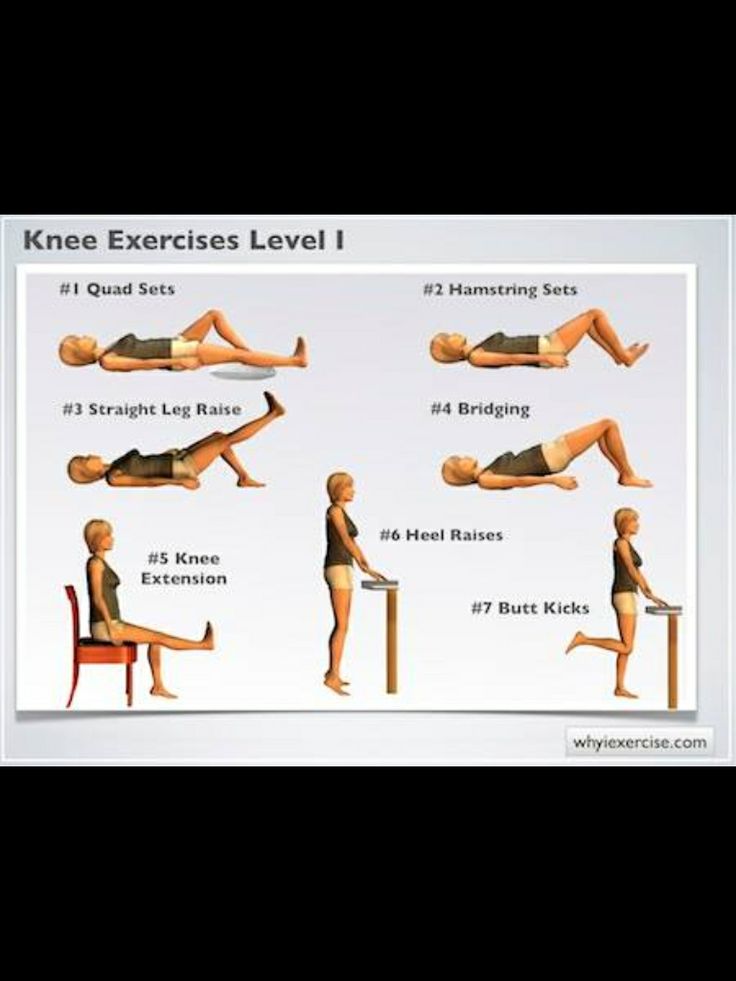 Knee Exercises Level I
#1 Quad Sets
#2 Hamstring Sets
#3 Straight Leg Raise
#4 Bridging
#5 Knee
Extension
#6 Heel Raises
#7 Butt Kicks
whyiexercise.com